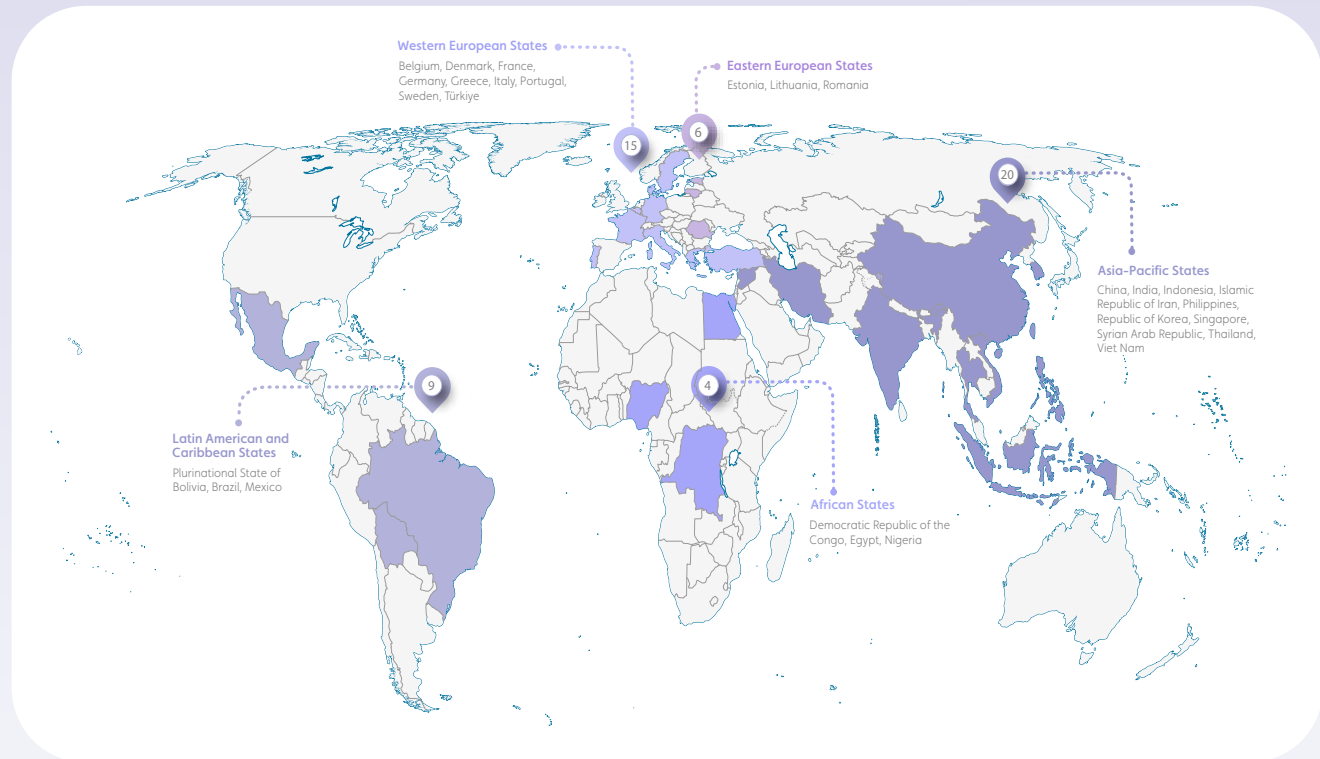 Western European States
Belgium, Denmark, France,
Germany, Greece, Italy, Portugal,
Sweden, Türkiye
15
Eastern European States
Estonia, Lithuania, Romania
6
20
Asia-Pacific States
China, India, Indonesia, Islamic
Republic of Iran, Philippines,
Republic of Korea, Singapore,
Syrian Arab Republic, Thailand,
Viet Nam
9
Latin American and
Caribbean States
Plurinational State of
Bolivia, Brazil, Mexico
4
African States
Democratic Republic of the
Congo, Egypt, Nigeria